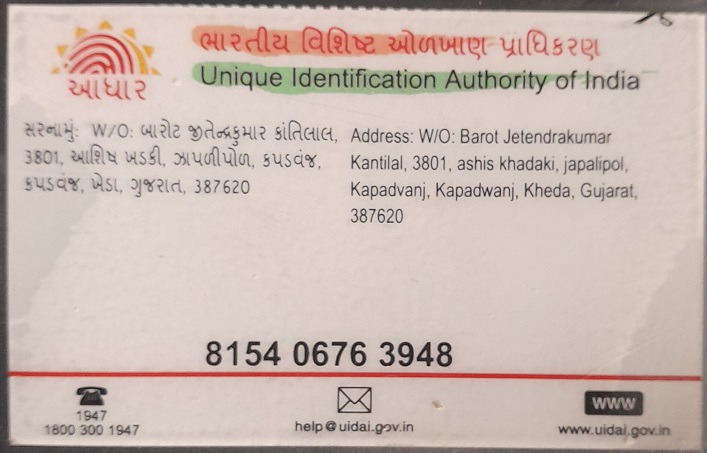 ભારતીય વિશિષ્ટ ઓળખાણ પ્રાધિકરણ
Unique Identification Authority of India
આધાર
સરનામું: W/O: બારોટ જીતેન્દ્રકુમાર કાંતિલાલ,
3801, આશિષ ખડકી, ઝાપળીપોળ, કપડવંજ,
કપડવંજ, ખેડા, ગુજરાત, 387620
Address: W/O: Barot Jetendrakumar
Kantilal, 3801, ashis khadaki, japalipol,
Kapadvanj, Kapadwanj, Kheda, Gujarat,
387620
8154 0676 3948
1947
1800 300 1947
help@uidai.gov.in
WWW
www.uidai.gov.in